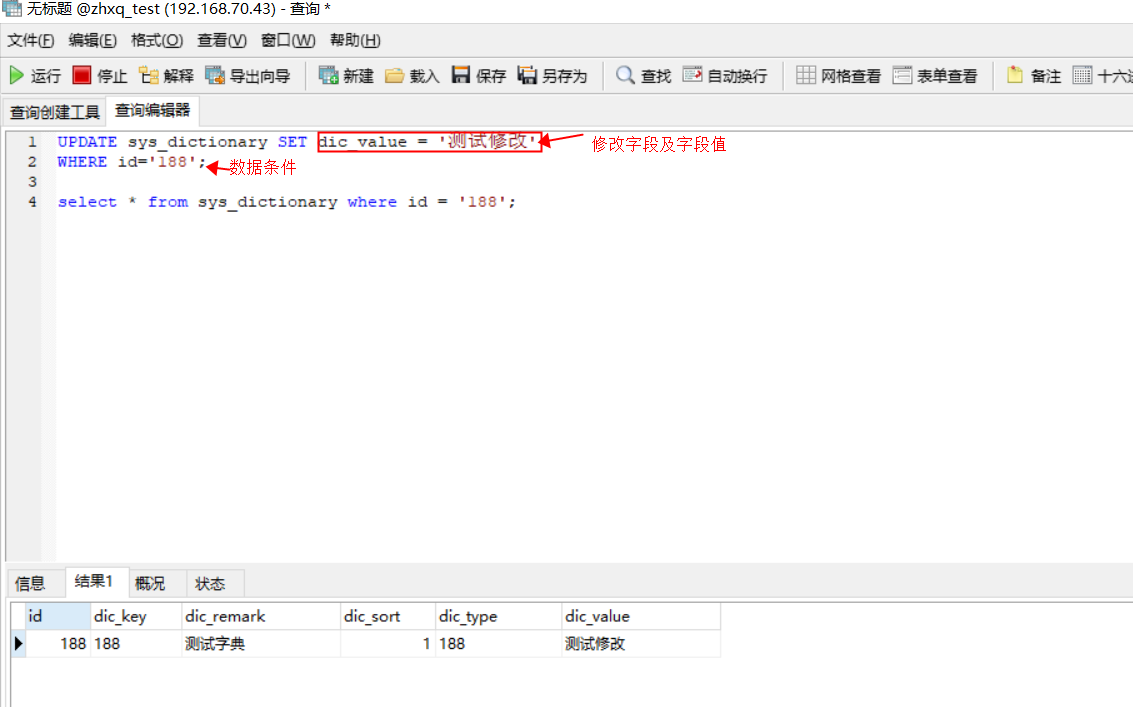 无标题 @zhxq_test (192.168.70.43) - 查询 *
文件(F) 编辑(E) 格式(O) 查看(V) 窗口(W) 帮助(H)
运行 停止 解释 导出向导 新建 载入 保存 另存为 查找 自动换行 网格查看 表单查看 备注 十六
查询创建工具 查询编辑器
1 UPDATE sys_dictionary SET dic_value = '测试修改' 修改字段及字段值
2 WHERE id='188'; 数据条件
3
4 select * from sys_dictionary where id = '188';
信息 结果1 概况 状态
id dic_key dic_remark dic_sort dic_type dic_value
188 188 测试字典 1 188 测试修改